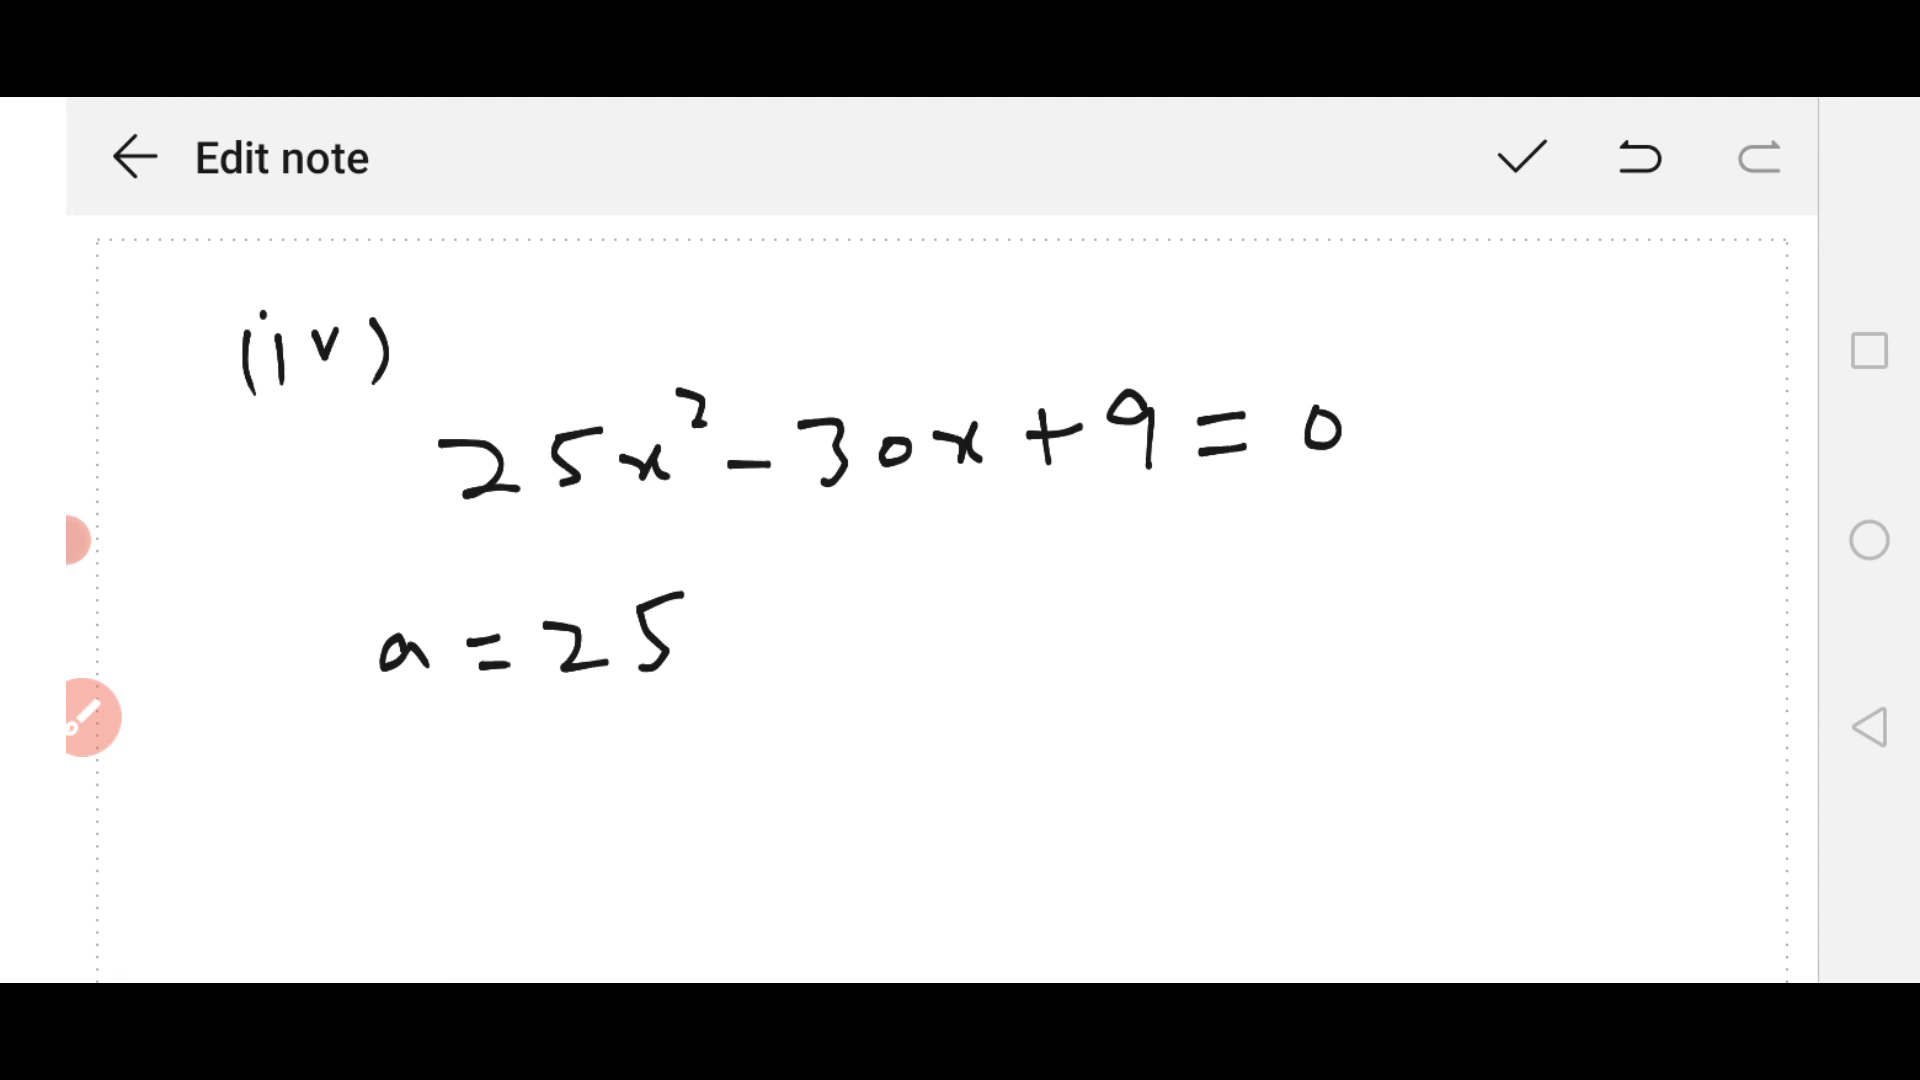 Edit note
(iv)
25x² - 30x + 9 = 0
a = 25